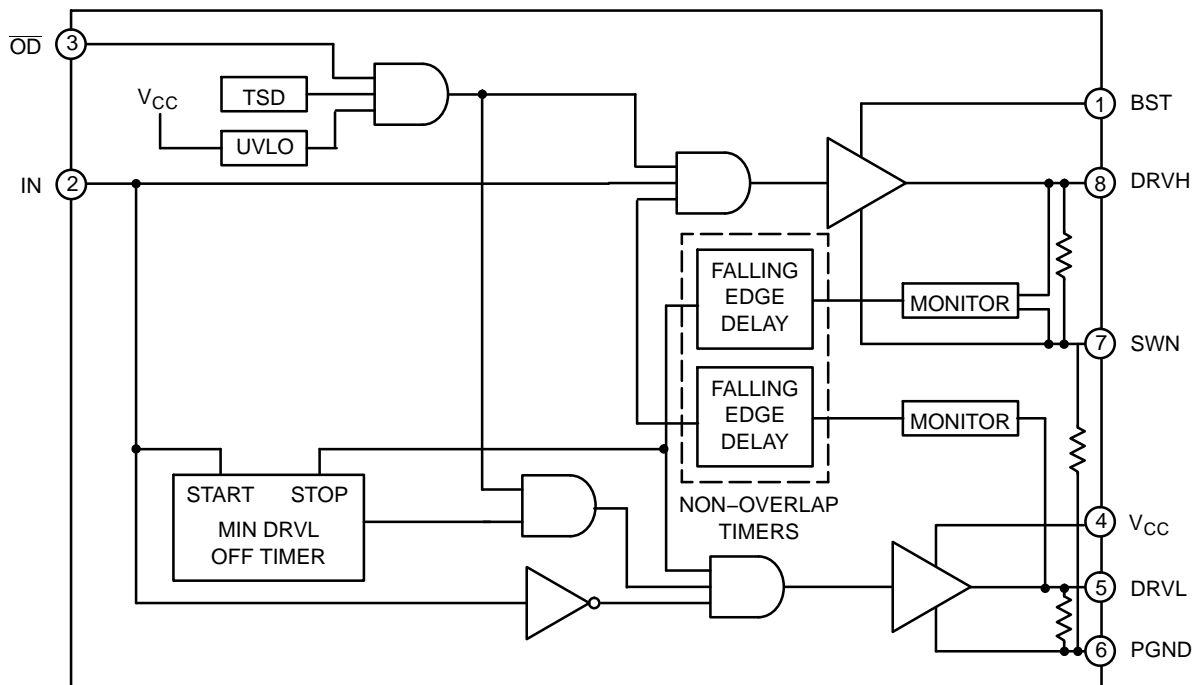 OD
3
TSD
VCC
UVLO
IN
2
1
BST
8
DRVH
FALLING
EDGE
DELAY
MONITOR
7
SWN
FALLING
EDGE
DELAY
MONITOR
START STOP
MIN DRVL
OFF TIMER
NON–OVERLAP
TIMERS
4
VCC
5
DRVL
6
PGND